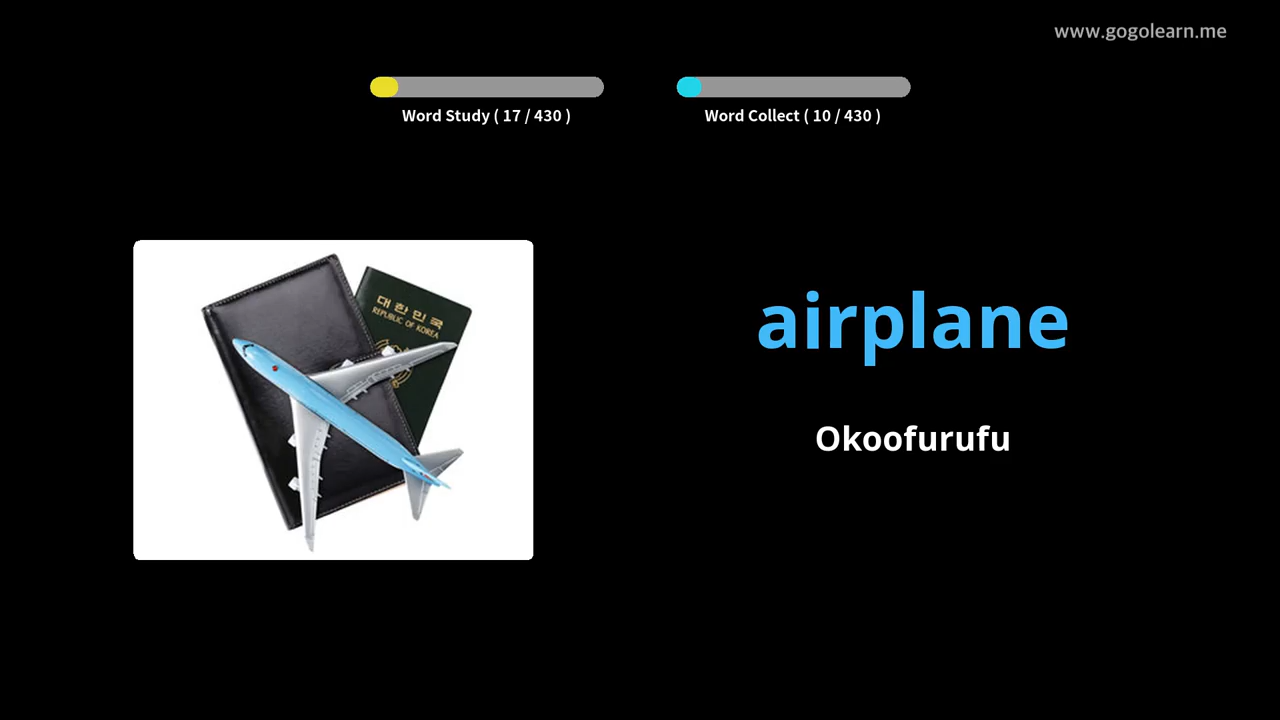 www.gogolearn.me
Word Study ( 17 / 430 )
Word Collect ( 10 / 430 )
대한민국
REPUBLIC OF KOREA
airplane
Okoofurufu